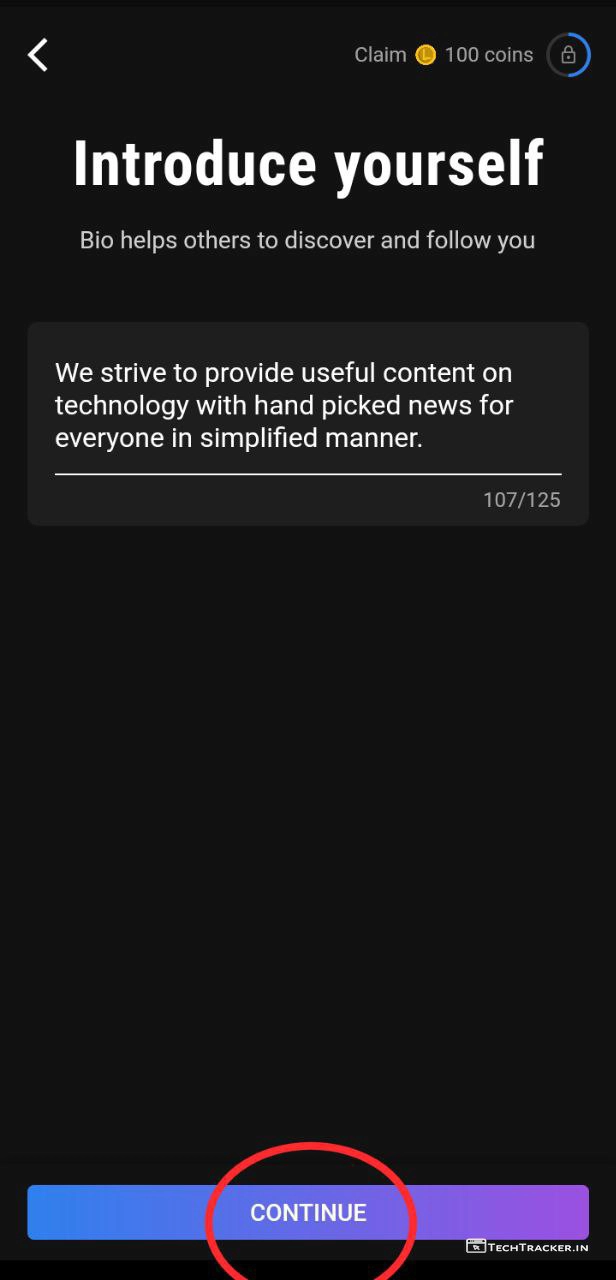 Claim L 100 coins
Introduce yourself
Bio helps others to discover and follow you
We strive to provide useful content on
technology with hand picked news for
everyone in simplified manner.
107/125
CONTINUE
TECHTRACKER.IN